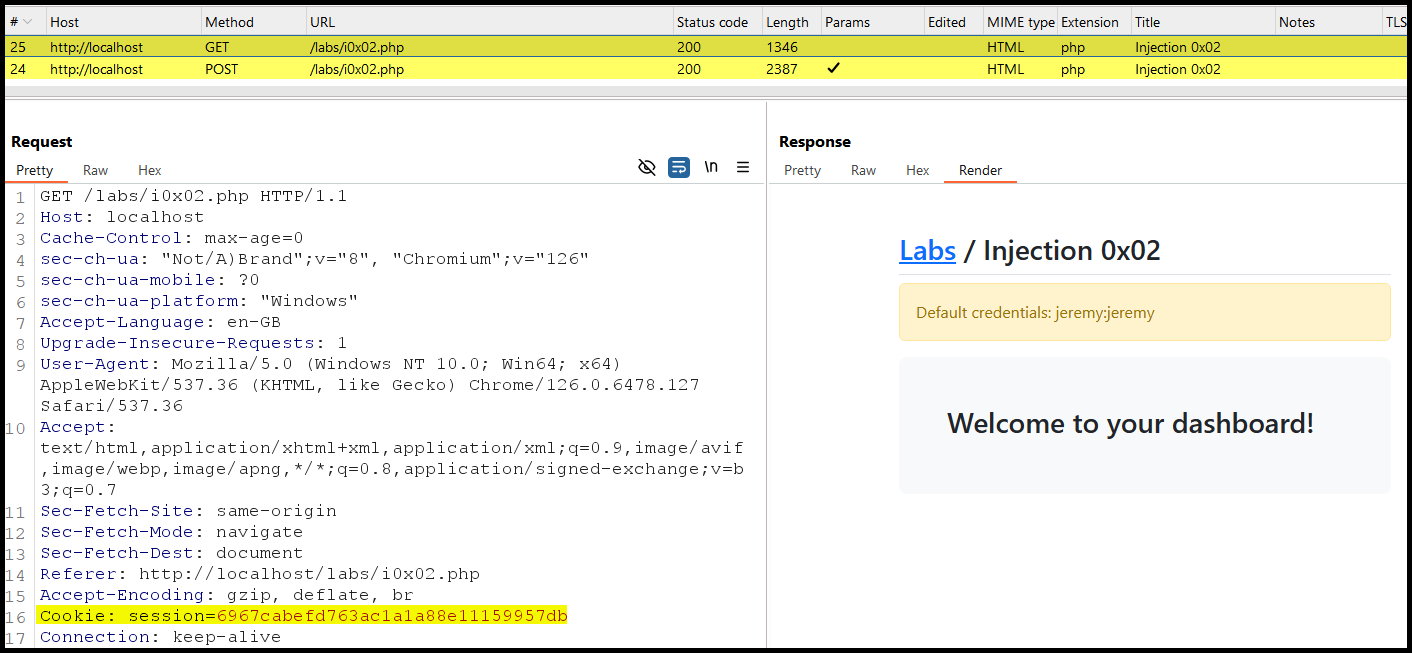 # Host Method URL Status code Length Params Edited MIME type Extension Title Notes TLS
25 http://localhost GET /labs/i0x02.php 200 1346 HTML php Injection 0x02
24 http://localhost POST /labs/i0x02.php 200 2387 ✓ HTML php Injection 0x02
Request
Pretty Raw Hex
\n
1 GET /labs/i0x02.php HTTP/1.1
2 Host: localhost
3 Cache-Control: max-age=0
4 sec-ch-ua: "Not/A)Brand";v="8", "Chromium";v="126"
5 sec-ch-ua-mobile: ?0
6 sec-ch-ua-platform: "Windows"
7 Accept-Language: en-GB
8 Upgrade-Insecure-Requests: 1
9 User-Agent: Mozilla/5.0 (Windows NT 10.0; Win64; x64)
AppleWebKit/537.36 (KHTML, like Gecko) Chrome/126.0.6478.127
Safari/537.36
10 Accept:
text/html,application/xhtml+xml,application/xml;q=0.9,image/avif
,image/webp,image/apng,*/*;q=0.8,application/signed-exchange;v=b
3;q=0.7
11 Sec-Fetch-Site: same-origin
12 Sec-Fetch-Mode: navigate
13 Sec-Fetch-Dest: document
14 Referer: http://localhost/labs/i0x02.php
15 Accept-Encoding: gzip, deflate, br
16 Cookie: session=6967cabefd763ac1a1a88e11159957db
17 Connection: keep-alive
Response
Pretty Raw Hex Render
Labs / Injection 0x02
Default credentials: jeremy:jeremy
Welcome to your dashboard!